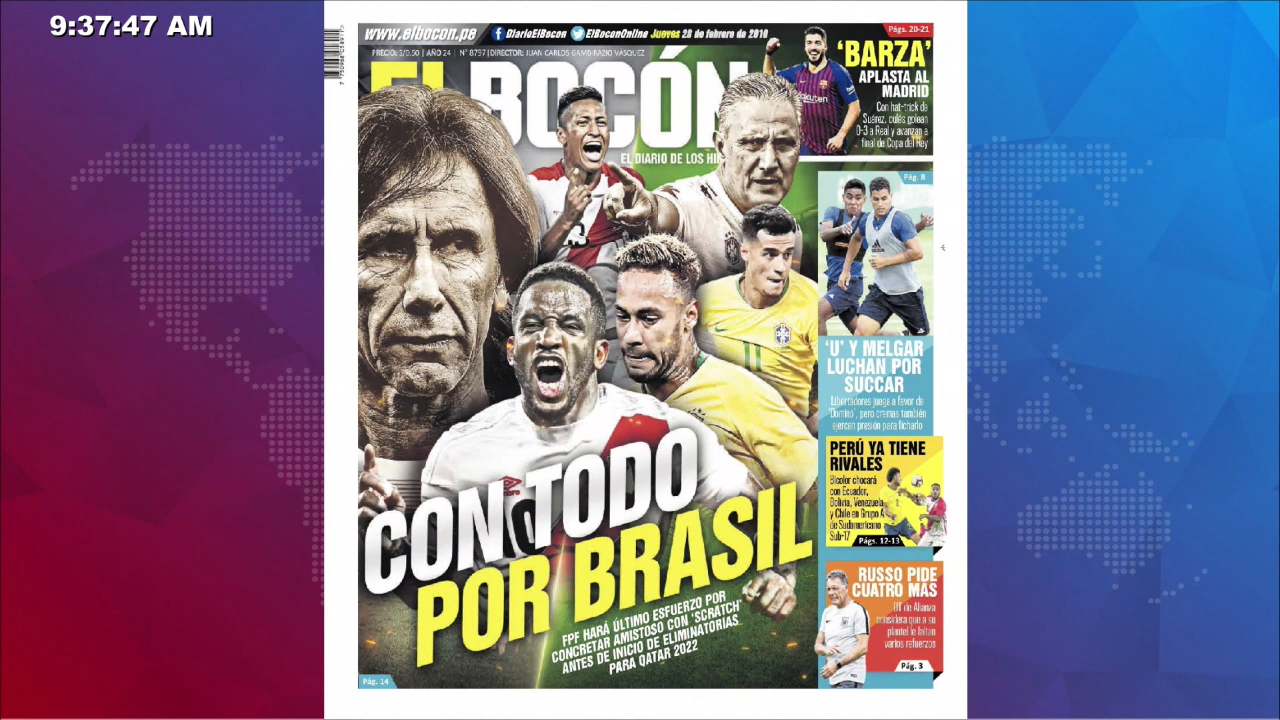 9:37:47 AM
www.elbocon.pe
DiarioElBocon
ElBoconOnline
Jueves 28 de febrero de 2019
PRECIO: S/0.50 | AÑO 24 | N° 8797 | DIRECTOR: JUAN CARLOS GAMBIRAZIO VÁSQUEZ
EL BOCÓN
EL DIARIO DE LOS HIN
Págs. 20-21
'BARZA'
APLASTA AL
MADRID
Con hat-trick de
Suárez, culés golean
0-3 a Real y avanzan a
final de Copa del Rey
Pág. 8
'U' Y MELGAR
LUCHAN POR
SUCCAR
Libertadores juega a favor de
'Dominó', pero cremas también
ejercen presión para ficharlo
PERÚ YA TIENE
RIVALES
Bicolor chocará
con Ecuador,
Bolivia, Venezuela
y Chile en Grupo A
de Sudamericano
Sub-17
Págs. 12-13
RUSSO PIDE
CUATRO MÁS
DT de Alianza
considera que a su
plantel le faltan
varios refuerzos
Pág. 3
CON TODO
POR BRASIL
FPF HARÁ ÚLTIMO ESFUERZO POR
CONCRETAR AMISTOSO CON 'SCRATCH'
ANTES DE INICIO DE ELIMINATORIAS
PARA QATAR 2022
Pág. 14